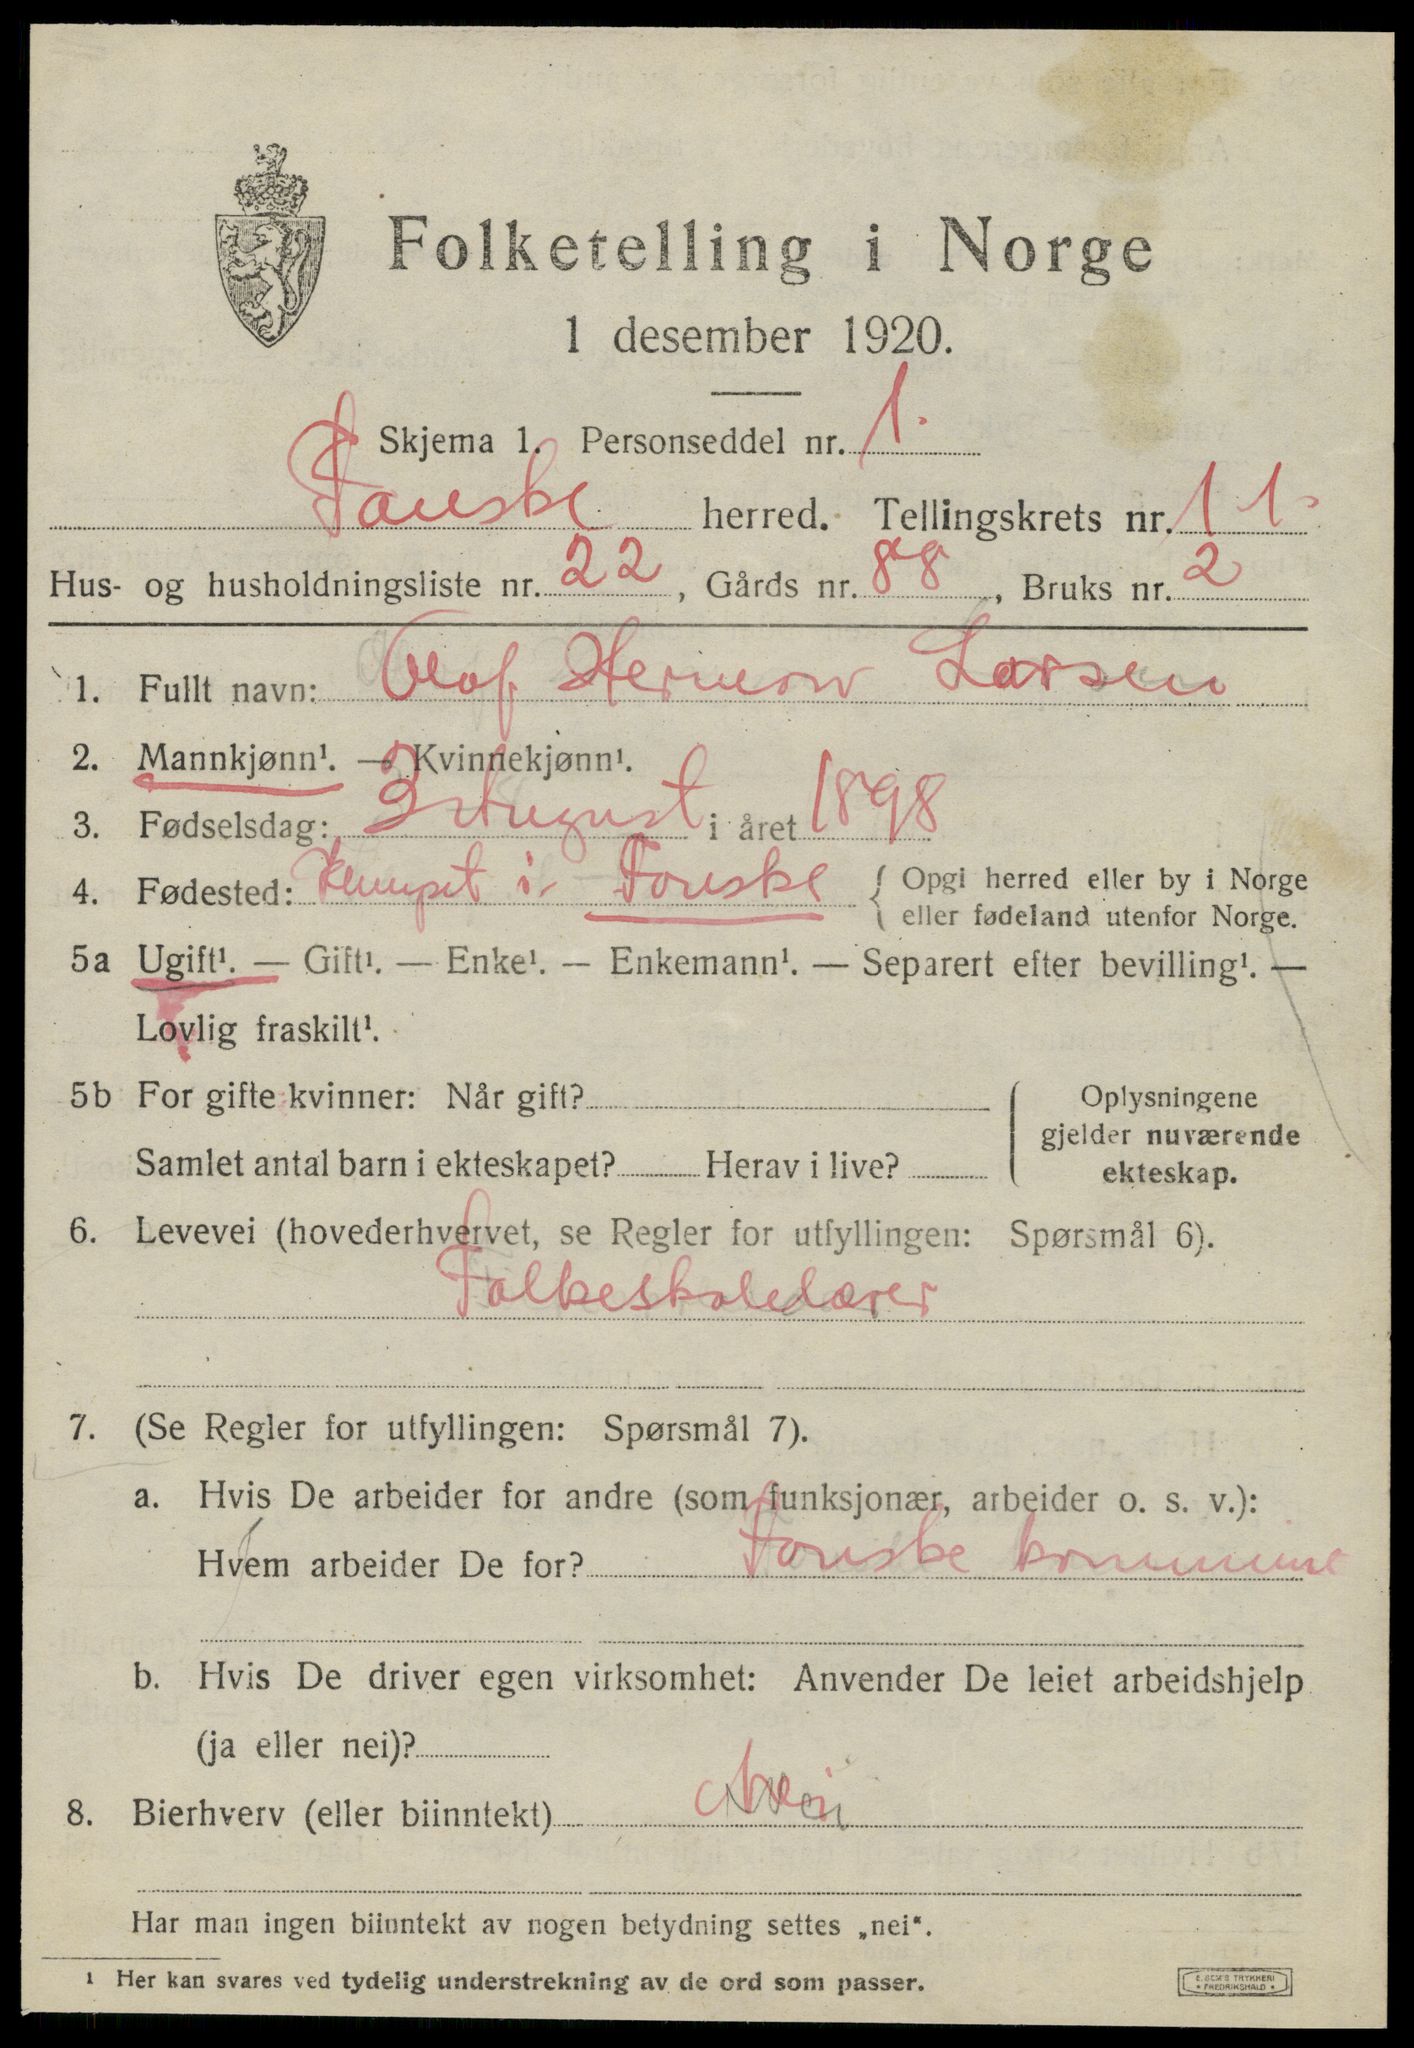 Folketelling i Norge
1 desember 1920.
Skjema 1. Personseddel nr. 1.
Fauske herred. Tellingskrets nr. 11.
Hus- og husholdningsliste nr. 22, Gårds nr. 88, Bruks nr. 2
1. Fullt navn: Olaf Larsen
2. Mannkjønn¹. — Kvinnekjønn¹.
3. Fødselsdag: 3 August i året 1898
4. Fødested: i Fauske { Opgi herred eller by i Norge
eller fødeland utenfor Norge.
5a Ugift¹. — Gift¹. — Enke¹. — Enkemann¹. — Separert efter bevilling¹. —
Lovlig fraskilt¹.
5b For gifte kvinner: Når gift?
Samlet antal barn i ekteskapet? Herav i live?
Oplysningene
gjelder nuværende
ekteskap.
6. Levevei (hovederhvervet, se Regler for utfyllingen: Spørsmål 6).
Folkeskolelærer
7. (Se Regler for utfyllingen: Spørsmål 7).
a. Hvis De arbeider for andre (som funksjonær, arbeider o. s. v.):
Hvem arbeider De for? Fauske kommune
b. Hvis De driver egen virksomhet: Anvender De leiet arbeidshjelp
(ja eller nei)?
8. Bierhverv (eller biinntekt) Nei
Har man ingen biinntekt av nogen betydning settes „nei“.
¹ Her kan svares ved tydelig understrekning av de ord som passer.
E. SEM'S TRYKKERI
• FREDRIKSHALD •